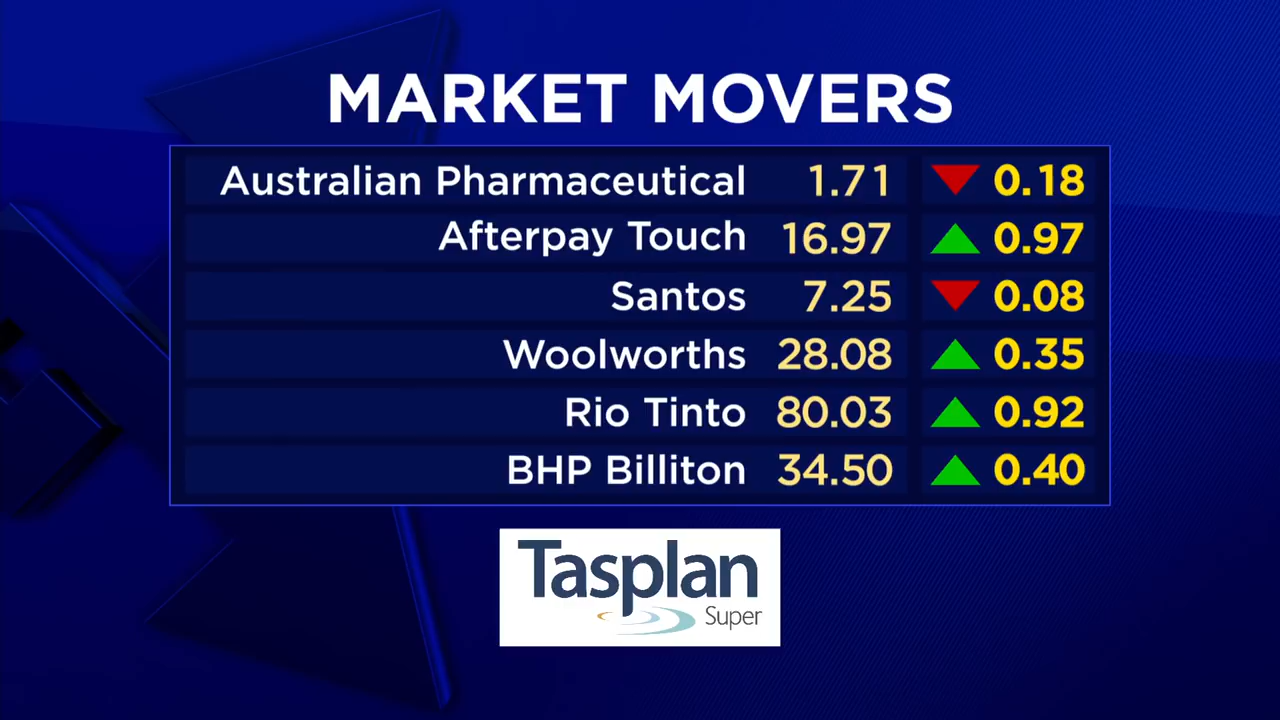 MARKET MOVERS
Australian Pharmaceutical 1.71 ▼ 0.18
Afterpay Touch 16.97 ▲ 0.97
Santos 7.25 ▼ 0.08
Woolworths 28.08 ▲ 0.35
Rio Tinto 80.03 ▲ 0.92
BHP Billiton 34.50 ▲ 0.40
Tasplan
Super